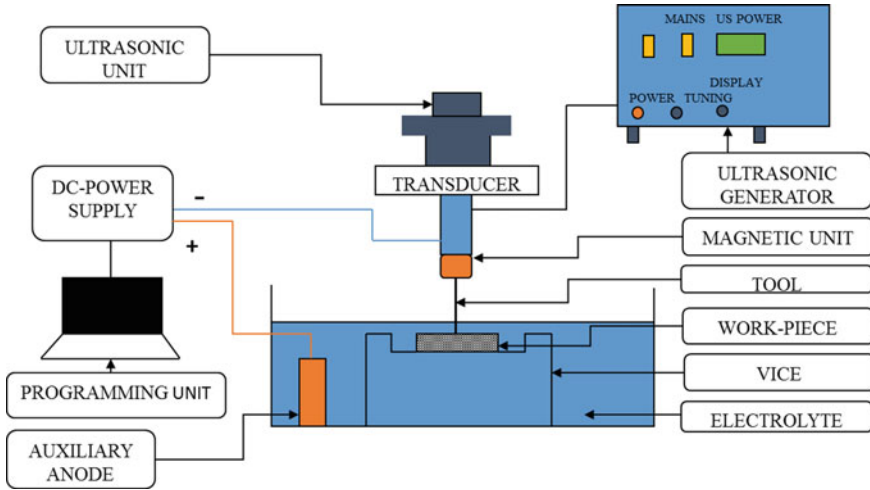 ULTRASONIC
UNIT
MAINS US POWER
DISPLAY
POWER TUNING
TRANSDUCER
ULTRASONIC
GENERATOR
DC-POWER
SUPPLY
-
+
MAGNETIC UNIT
TOOL
WORK-PIECE
VICE
ELECTROLYTE
PROGRAMMING UNIT
AUXILIARY
ANODE